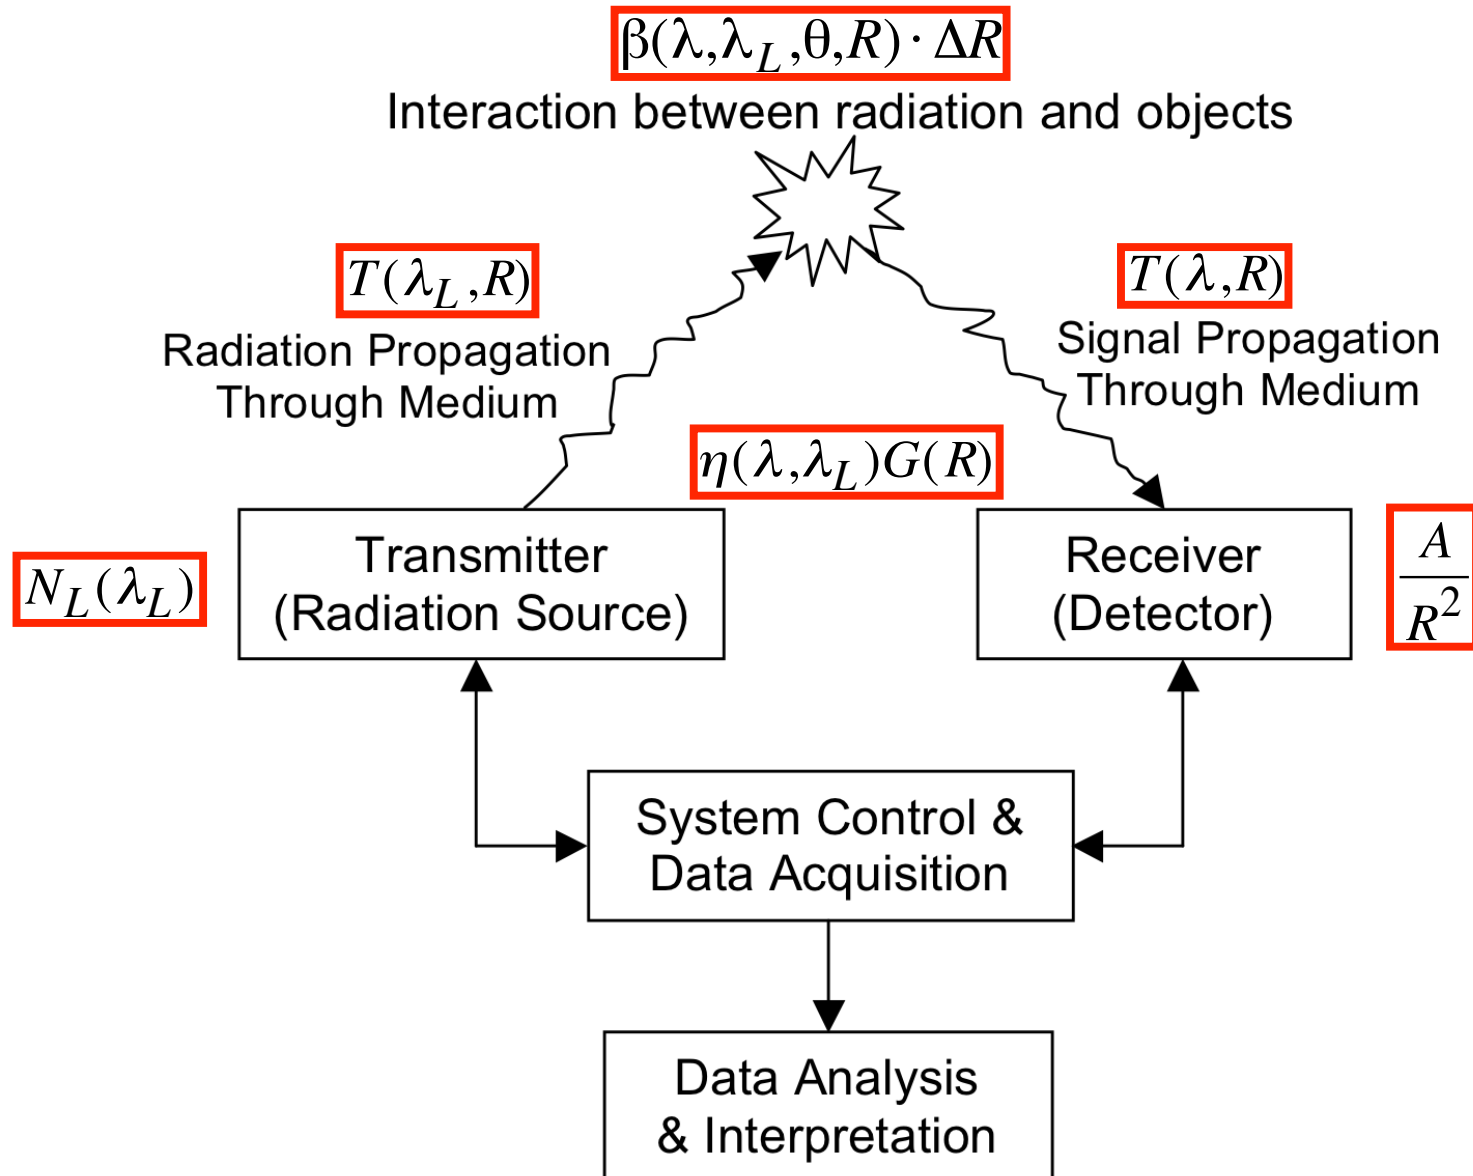 β(λ,λ_L,θ,R)·ΔR
Interaction between radiation and objects
T(λ_L,R)
Radiation Propagation
Through Medium
T(λ,R)
Signal Propagation
Through Medium
η(λ,λ_L)G(R)
N_L(λ_L)
Transmitter
(Radiation Source)
Receiver
(Detector)
A
R²
System Control &
Data Acquisition
Data Analysis
& Interpretation